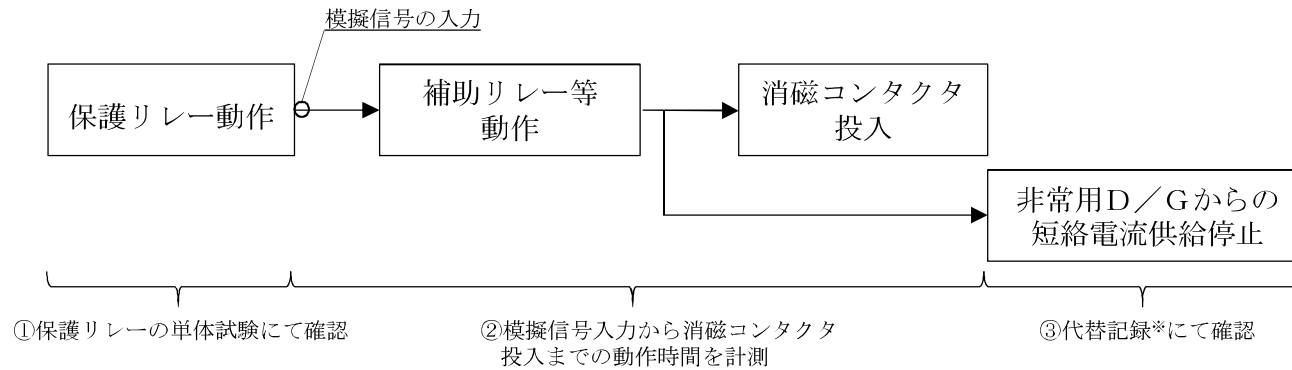 模擬信号の入力
保護リレー動作
補助リレー等
動作
消磁コンタクタ
投入
非常用Ｄ／Ｇからの
短絡電流供給停止
①保護リレーの単体試験にて確認
②模擬信号入力から消磁コンタクタ
投入までの動作時間を計測
③代替記録※にて確認